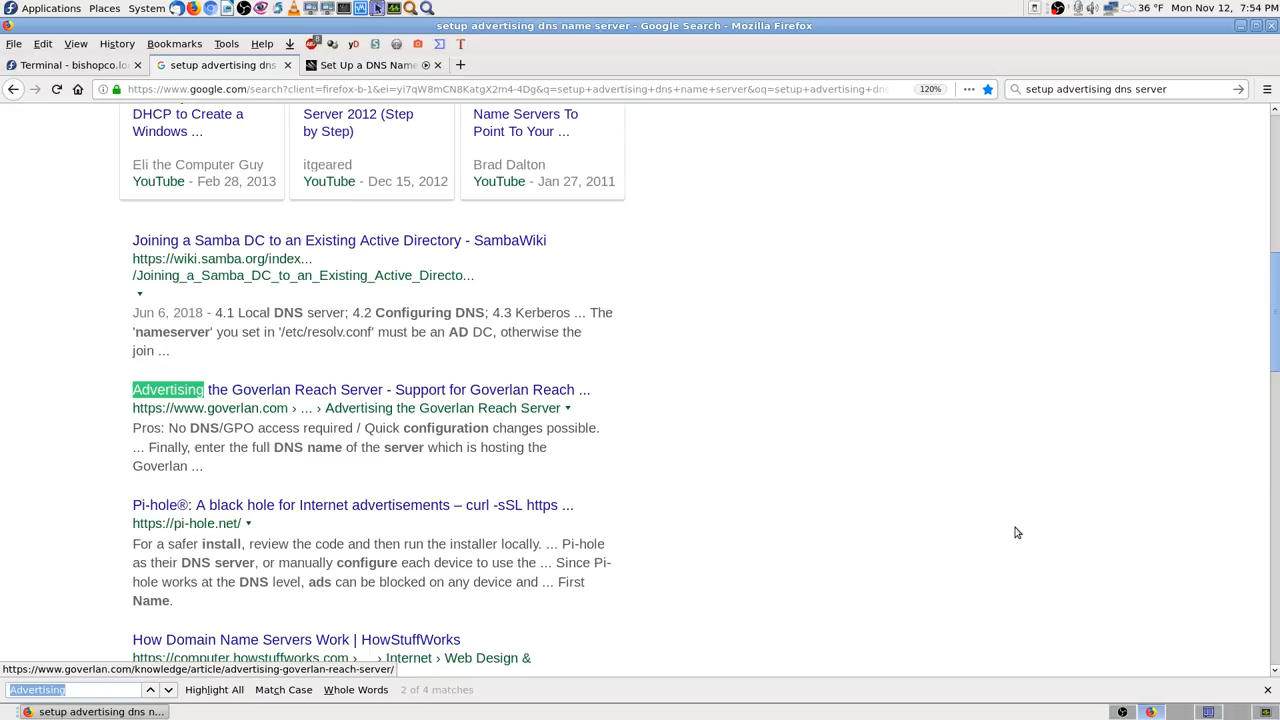 Applications Places System 36 °F Mon Nov 12, 7:54 PM
setup advertising dns name server - Google Search - Mozilla Firefox
File Edit View History Bookmarks Tools Help
Terminal - bishopco.lo
setup advertising dns
Set Up a DNS Name
https://www.google.com/search?client=firefox-b-1&ei=yi7qW8mCN8KatgX2m4-4Dg&q=setup+advertising+dns+name+server&oq=setup+advertising+dns
120%
setup advertising dns server
DHCP to Create a
Windows ...
Eli the Computer Guy
YouTube - Feb 28, 2013
Server 2012 (Step
by Step)
itgeared
YouTube - Dec 15, 2012
Name Servers To
Point To Your ...
Brad Dalton
YouTube - Jan 27, 2011
Joining a Samba DC to an Existing Active Directory - SambaWiki
https://wiki.samba.org/index...
/Joining_a_Samba_DC_to_an_Existing_Active_Directo...
Jun 6, 2018 - 4.1 Local DNS server; 4.2 Configuring DNS; 4.3 Kerberos ... The
'nameserver' you set in '/etc/resolv.conf' must be an AD DC, otherwise the
join ...
Advertising the Goverlan Reach Server - Support for Goverlan Reach ...
https://www.goverlan.com › ... › Advertising the Goverlan Reach Server
Pros: No DNS/GPO access required / Quick configuration changes possible.
... Finally, enter the full DNS name of the server which is hosting the
Goverlan ...
Pi-hole®: A black hole for Internet advertisements – curl -sSL https ...
https://pi-hole.net/
For a safer install, review the code and then run the installer locally. ... Pi-hole
as their DNS server, or manually configure each device to use the ... Since Pi-
hole works at the DNS level, ads can be blocked on any device and ... First
Name.
How Domain Name Servers Work | HowStuffWorks
https://computer.howstuffworks.com › ... › Internet › Web Design &
https://www.goverlan.com/knowledge/article/advertising-goverlan-reach-server/
Advertising Highlight All Match Case Whole Words 2 of 4 matches
setup advertising dns n...